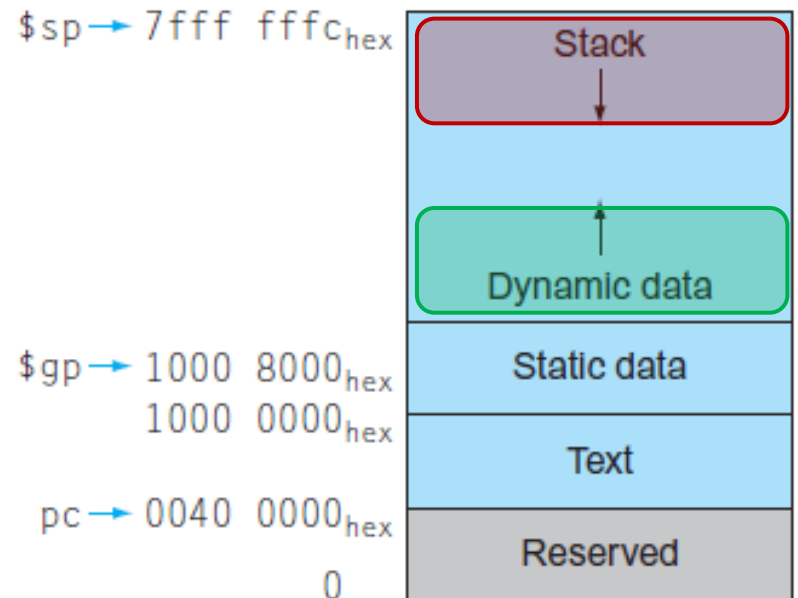 $sp → 7fff fffc hex
Stack
Dynamic data
$gp → 1000 8000 hex
Static data
1000 0000 hex
Text
pc → 0040 0000 hex
Reserved
0